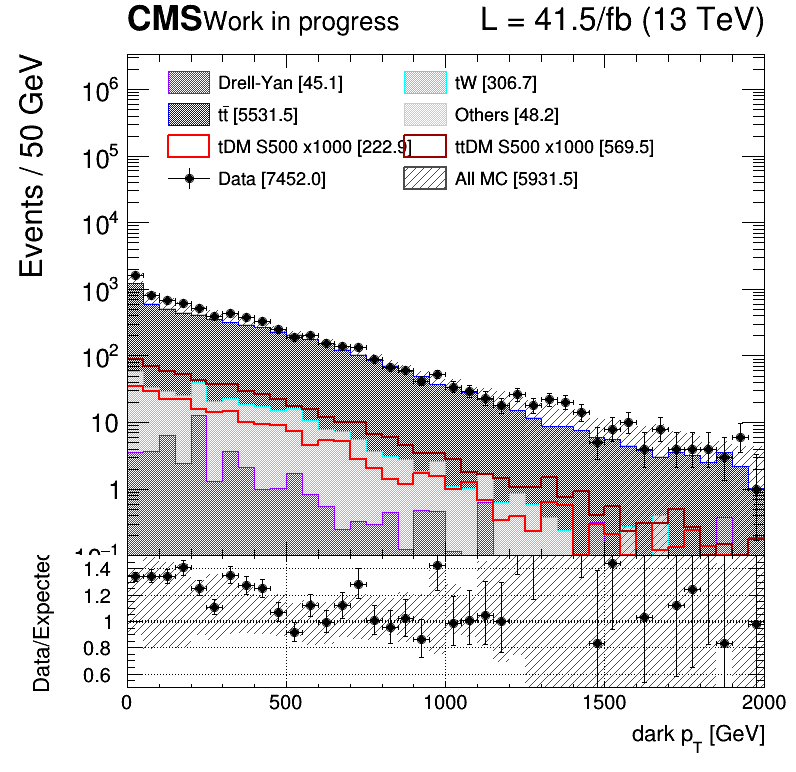 CMS Work in progress L = 41.5/fb (13 TeV)
Events / 50 GeV
Drell-Yan [45.1] tW [306.7]
tt̄ [5531.5] Others [48.2]
tDM S500 x1000 [222.9] ttDM S500 x1000 [569.5]
Data [7452.0] All MC [5931.5]
10⁶
10⁵
10⁴
10³
10²
10
1
10⁻¹
Data/Expected
1.4
1.2
1
0.8
0.6
0 500 1000 1500 2000
dark p_T [GeV]